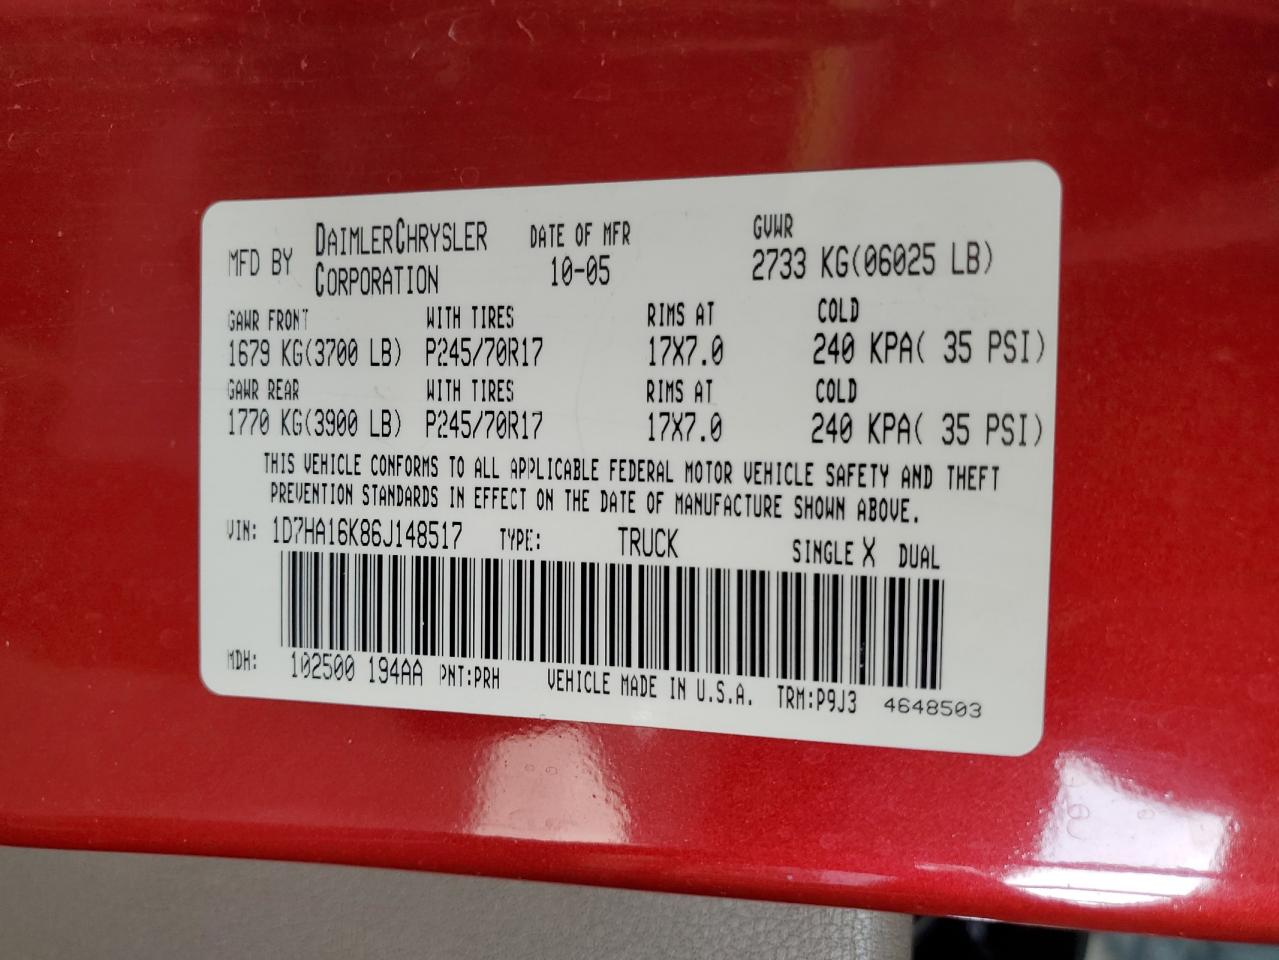 MFD BY DAIMLERCHRYSLER CORPORATION DATE OF MFR 10-05 GVWR 2733 KG(06025 LB)
GAWR FRONT WITH TIRES RIMS AT COLD
1679 KG(3700 LB) P245/70R17 17X7.0 240 KPA( 35 PSI)
GAWR REAR WITH TIRES RIMS AT COLD
1770 KG(3900 LB) P245/70R17 17X7.0 240 KPA( 35 PSI)
THIS VEHICLE CONFORMS TO ALL APPLICABLE FEDERAL MOTOR VEHICLE SAFETY AND THEFT
PREVENTION STANDARDS IN EFFECT ON THE DATE OF MANUFACTURE SHOWN ABOVE.
VIN: 1D7HA16K86J148517 TYPE: TRUCK SINGLE X DUAL
MDH: 102500 194AA PNT:PRH VEHICLE MADE IN U.S.A. TRM:P9J3 4648503